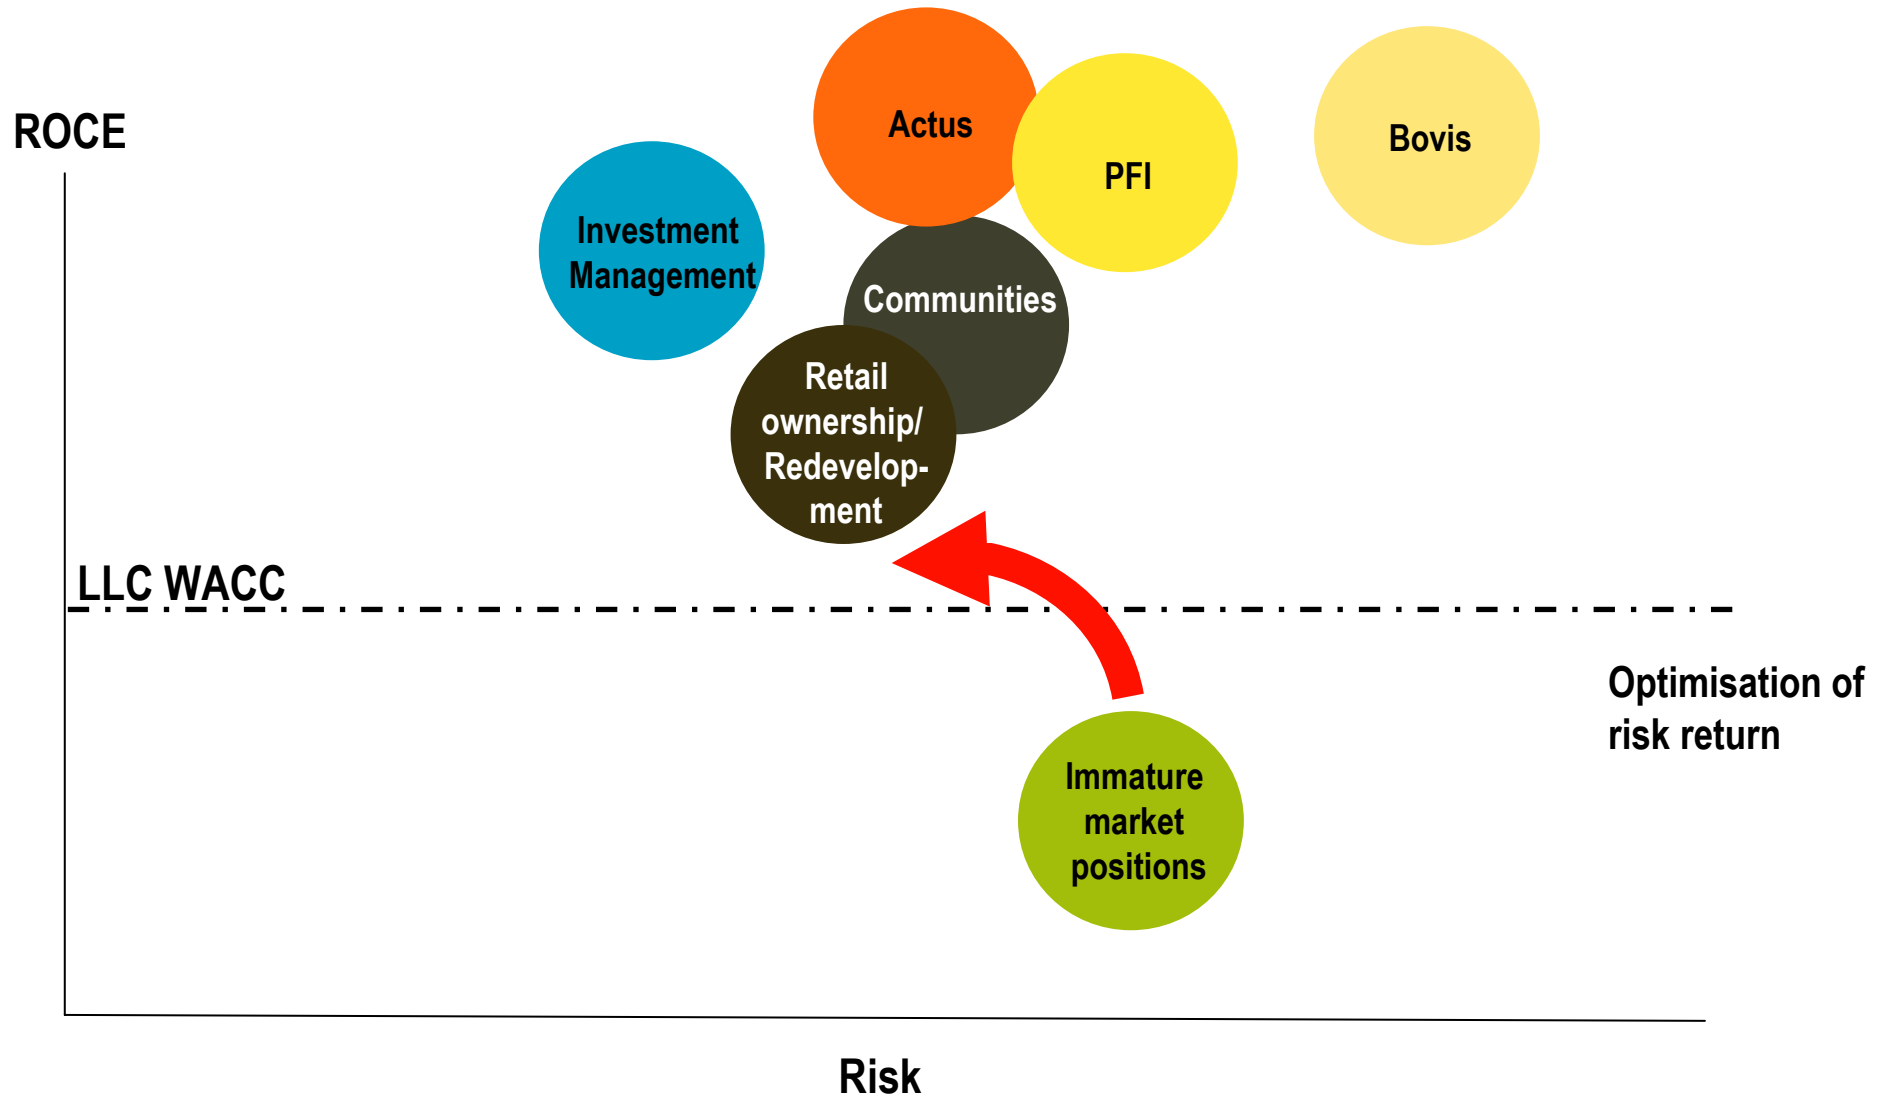 ROCE
Actus
PFI
Bovis
Investment
Management
Communities
Retail
ownership/
Redevelop-
ment
LLC WACC
Optimisation of
risk return
Immature
market
positions
Risk